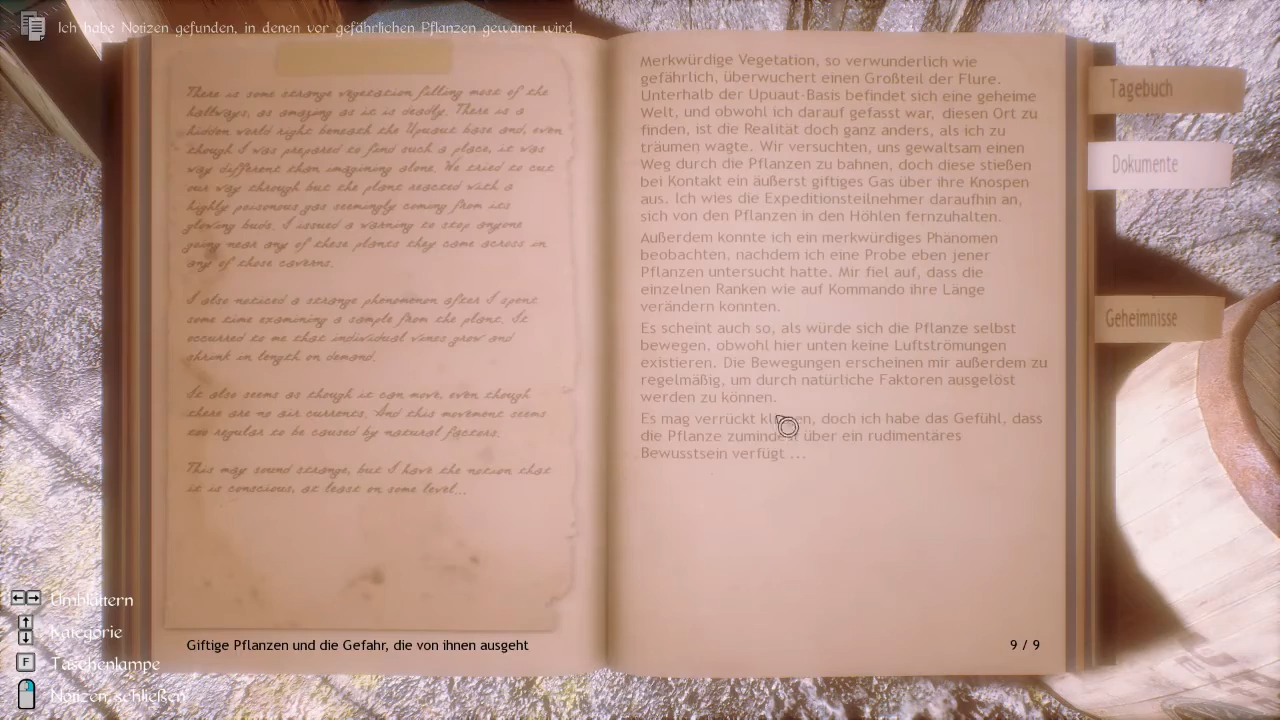 Ich habe Notizen gefunden, in denen vor gefährlichen Pflanzen gewarnt wird.
There is some strange vegetation filling most of the
hallways, as amazing as it is deadly. There is a
hidden world right beneath the Upuaut base and, even
though I was prepared to find such a place, it was
way different than imagining alone. We tried to cut
our way through but the plant reacted with a
highly poisonous gas seemingly coming from its
glowing buds. I issued a warning to stop anyone
going near any of these plants they came across in
any of those caverns.
I also noticed a strange phenomenon after I spent
some time examining a sample from the plant. It
occurred to me that individual vines grow and
shrink in length on demand.
It also seems as though it can move, even though
there are no air currents. And this movement seems
too regular to be caused by natural factors.
This may sound strange, but I have the notion that
it is conscious, at least on some level...
Giftige Pflanzen und die Gefahr, die von ihnen ausgeht
Merkwürdige Vegetation, so verwunderlich wie
gefährlich, überwuchert einen Großteil der Flure.
Unterhalb der Upuaut-Basis befindet sich eine geheime
Welt, und obwohl ich darauf gefasst war, diesen Ort zu
finden, ist die Realität doch ganz anders, als ich zu
träumen wagte. Wir versuchten, uns gewaltsam einen
Weg durch die Pflanzen zu bahnen, doch diese stießen
bei Kontakt ein äußerst giftiges Gas über ihre Knospen
aus. Ich wies die Expeditionsteilnehmer daraufhin an,
sich von den Pflanzen in den Höhlen fernzuhalten.
Außerdem konnte ich ein merkwürdiges Phänomen
beobachten, nachdem ich eine Probe eben jener
Pflanzen untersucht hatte. Mir fiel auf, dass die
einzelnen Ranken wie auf Kommando ihre Länge
verändern konnten.
Es scheint auch so, als würde sich die Pflanze selbst
bewegen, obwohl hier unten keine Luftströmungen
existieren. Die Bewegungen erscheinen mir außerdem zu
regelmäßig, um durch natürliche Faktoren ausgelöst
werden zu können.
Es mag verrückt klingen, doch ich habe das Gefühl, dass
die Pflanze zumindest über ein rudimentäres
Bewusstsein verfügt ...
9 / 9
Tagebuch
Dokumente
Geheimnisse
Umblättern
Kategorie
F Taschenlampe
Notizen schließen